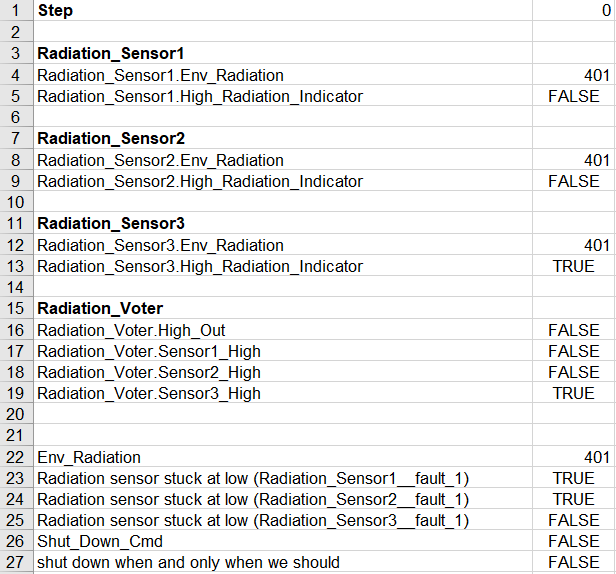 1 Step 0
2
3 Radiation_Sensor1
4 Radiation_Sensor1.Env_Radiation 401
5 Radiation_Sensor1.High_Radiation_Indicator FALSE
6
7 Radiation_Sensor2
8 Radiation_Sensor2.Env_Radiation 401
9 Radiation_Sensor2.High_Radiation_Indicator FALSE
10
11 Radiation_Sensor3
12 Radiation_Sensor3.Env_Radiation 401
13 Radiation_Sensor3.High_Radiation_Indicator TRUE
14
15 Radiation_Voter
16 Radiation_Voter.High_Out FALSE
17 Radiation_Voter.Sensor1_High FALSE
18 Radiation_Voter.Sensor2_High FALSE
19 Radiation_Voter.Sensor3_High TRUE
20
21
22 Env_Radiation 401
23 Radiation sensor stuck at low (Radiation_Sensor1__fault_1) TRUE
24 Radiation sensor stuck at low (Radiation_Sensor2__fault_1) TRUE
25 Radiation sensor stuck at low (Radiation_Sensor3__fault_1) FALSE
26 Shut_Down_Cmd FALSE
27 shut down when and only when we should FALSE